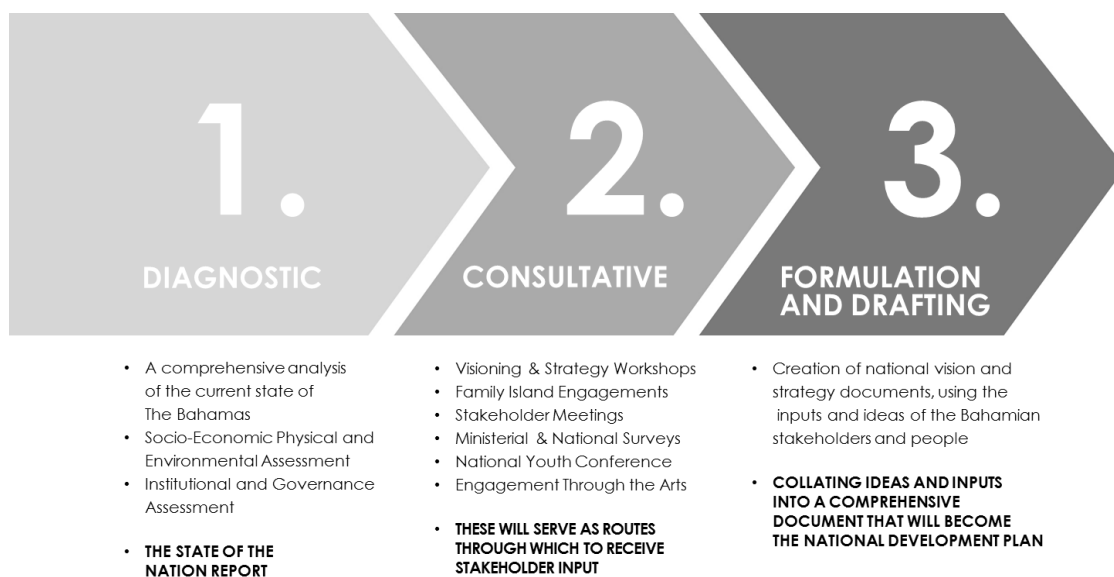 1.
DIAGNOSTIC
• A comprehensive analysis
of the current state of
The Bahamas
• Socio-Economic Physical and
Environmental Assessment
• Institutional and Governance
Assessment
• THE STATE OF THE
NATION REPORT
2.
CONSULTATIVE
• Visioning & Strategy Workshops
• Family Island Engagements
• Stakeholder Meetings
• Ministerial & National Surveys
• National Youth Conference
• Engagement Through the Arts
• THESE WILL SERVE AS ROUTES
THROUGH WHICH TO RECEIVE
STAKEHOLDER INPUT
3.
FORMULATION
AND DRAFTING
• Creation of national vision and
strategy documents, using the
inputs and ideas of the Bahamian
stakeholders and people
• COLLATING IDEAS AND INPUTS
INTO A COMPREHENSIVE
DOCUMENT THAT WILL BECOME
THE NATIONAL DEVELOPMENT PLAN